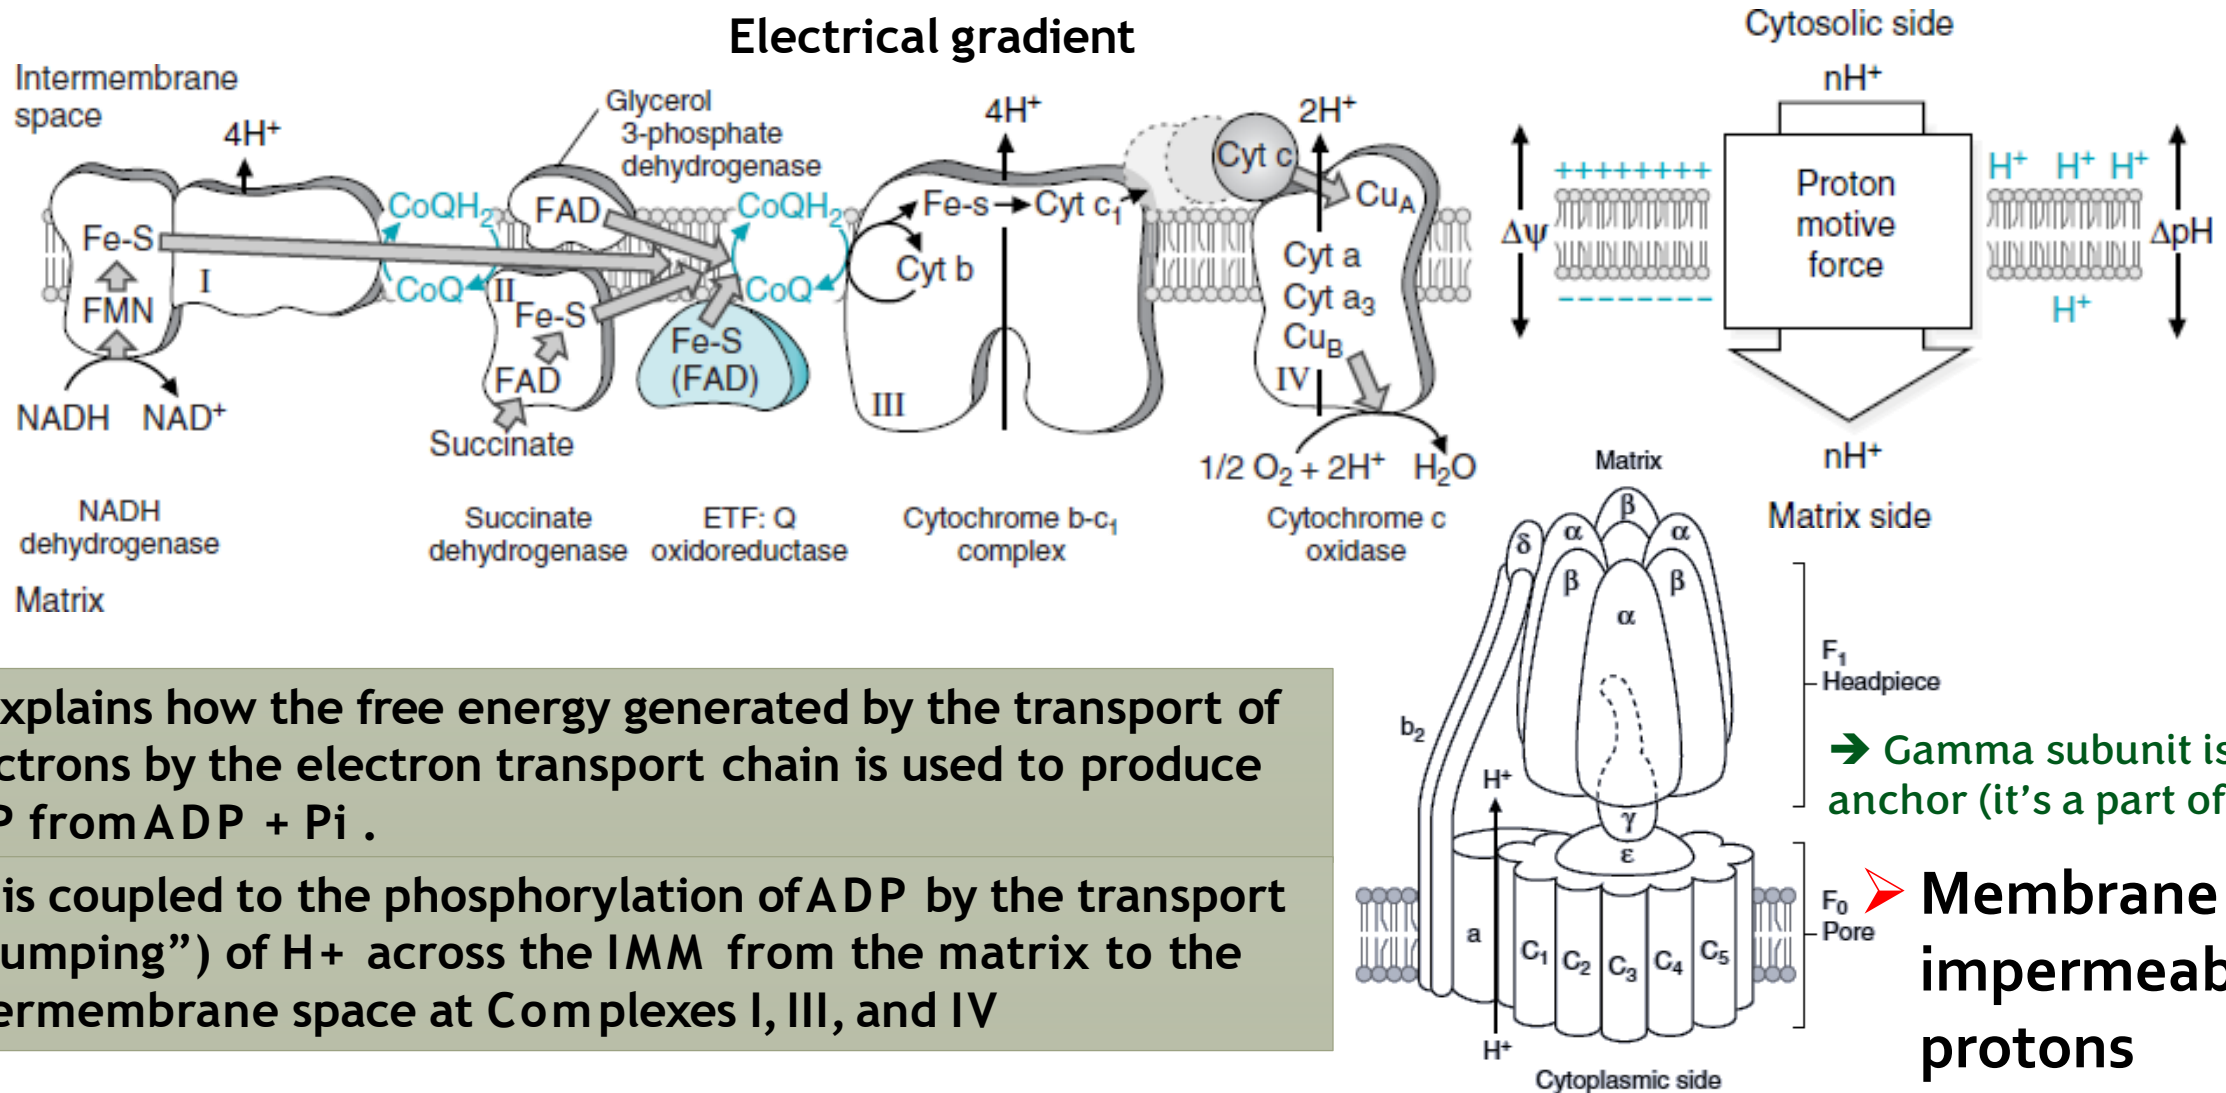 Electrical gradient
Cytosolic side
Intermembrane
space
nH⁺
Glycerol
3-phosphate
dehydrogenase
4H⁺
4H⁺
2H⁺
Cyt c
CoQH₂
FAD
CoQH₂
Fe-s
Cyt c₁
CuA
++++++++
Proton
motive
force
H⁺ H⁺ H⁺
Fe-S
I
Δψ
ΔpH
FMN
CoQ
II
Fe-S
CoQ
Cyt b
Cyt a
Cyt a₃
CuB
--------
H⁺
Fe-S
(FAD)
FAD
III
IV
NADH NAD⁺
Succinate
1/2 O₂ + 2H⁺ H₂O
nH⁺
Matrix side
NADH
dehydrogenase
Succinate
dehydrogenase
ETF: Q
oxidoreductase
Cytochrome b-c₁
complex
Cytochrome c
oxidase
Matrix
Matrix
β
α
α
δ
β
β
α
F₁
Headpiece
b₂
H⁺
γ
ε
a
C₁ C₂ C₃ C₄ C₅
F₀
Pore
H⁺
Cytoplasmic side
xplains how the free energy generated by the transport of
ctrons by the electron transport chain is used to produce
P from ADP + Pi .
is coupled to the phosphorylation of ADP by the transport
umping”) of H+ across the IMM from the matrix to the
ermembrane space at Complexes I, III, and IV
➔ Gamma subunit is
anchor (it’s a part of
➢ Membrane
impermeab
protons